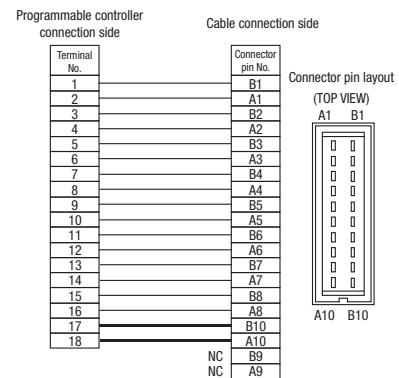 Programmable controller
connection side
Cable connection side
Terminal
No.
Connector
pin No.
1 B1
2 A1
3 B2
4 A2
5 B3
6 A3
7 B4
8 A4
9 B5
10 A5
11 B6
12 A6
13 B7
14 A7
15 B8
16 A8
17 B10
18 A10
NC B9
NC A9
Connector pin layout
(TOP VIEW)
A1 B1
A10 B10